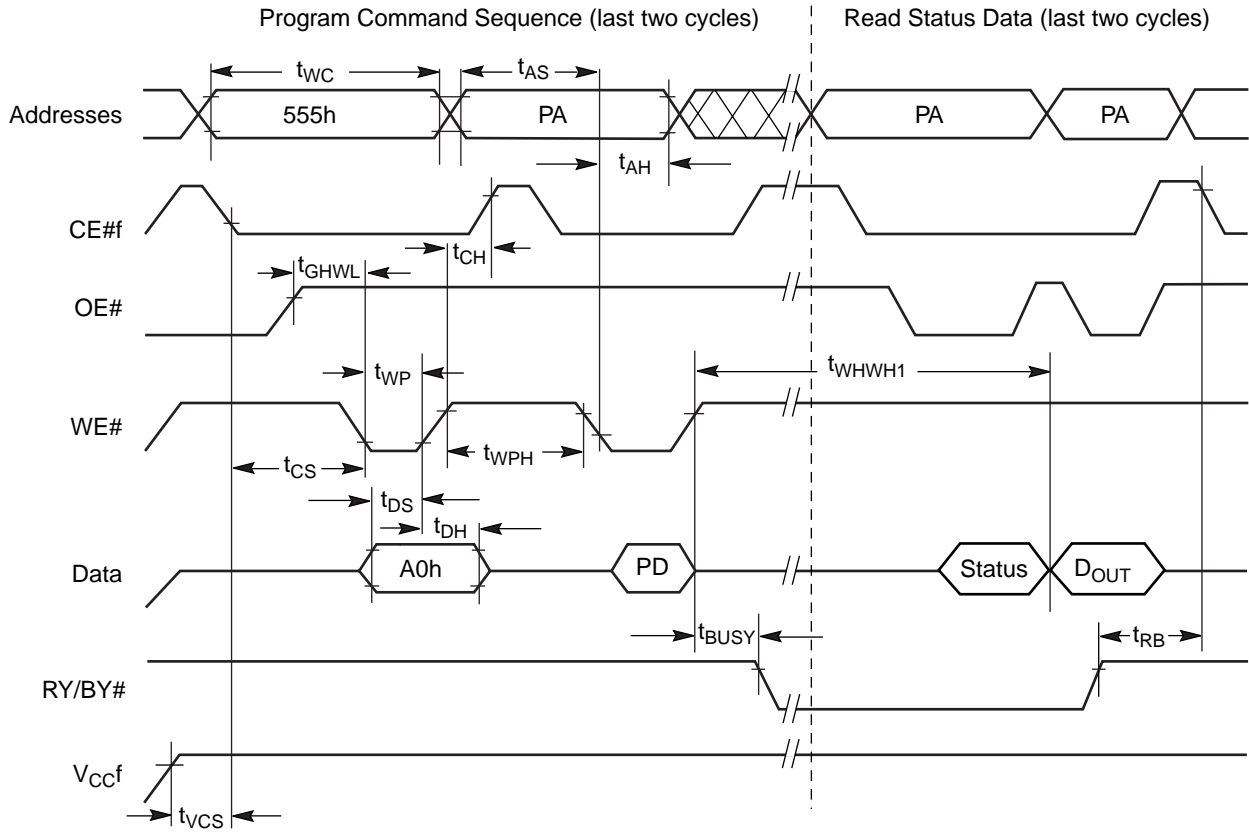 Program Command Sequence (last two cycles)
Read Status Data (last two cycles)
tWC
tAS
Addresses
555h
PA
PA
PA
tAH
CE#f
tCH
tGHWL
OE#
tWP
tWHWH1
WE#
tWPH
tCS
tDS
tDH
Data
A0h
PD
Status
DOUT
tBUSY
tRB
RY/BY#
VCCf
tVCS